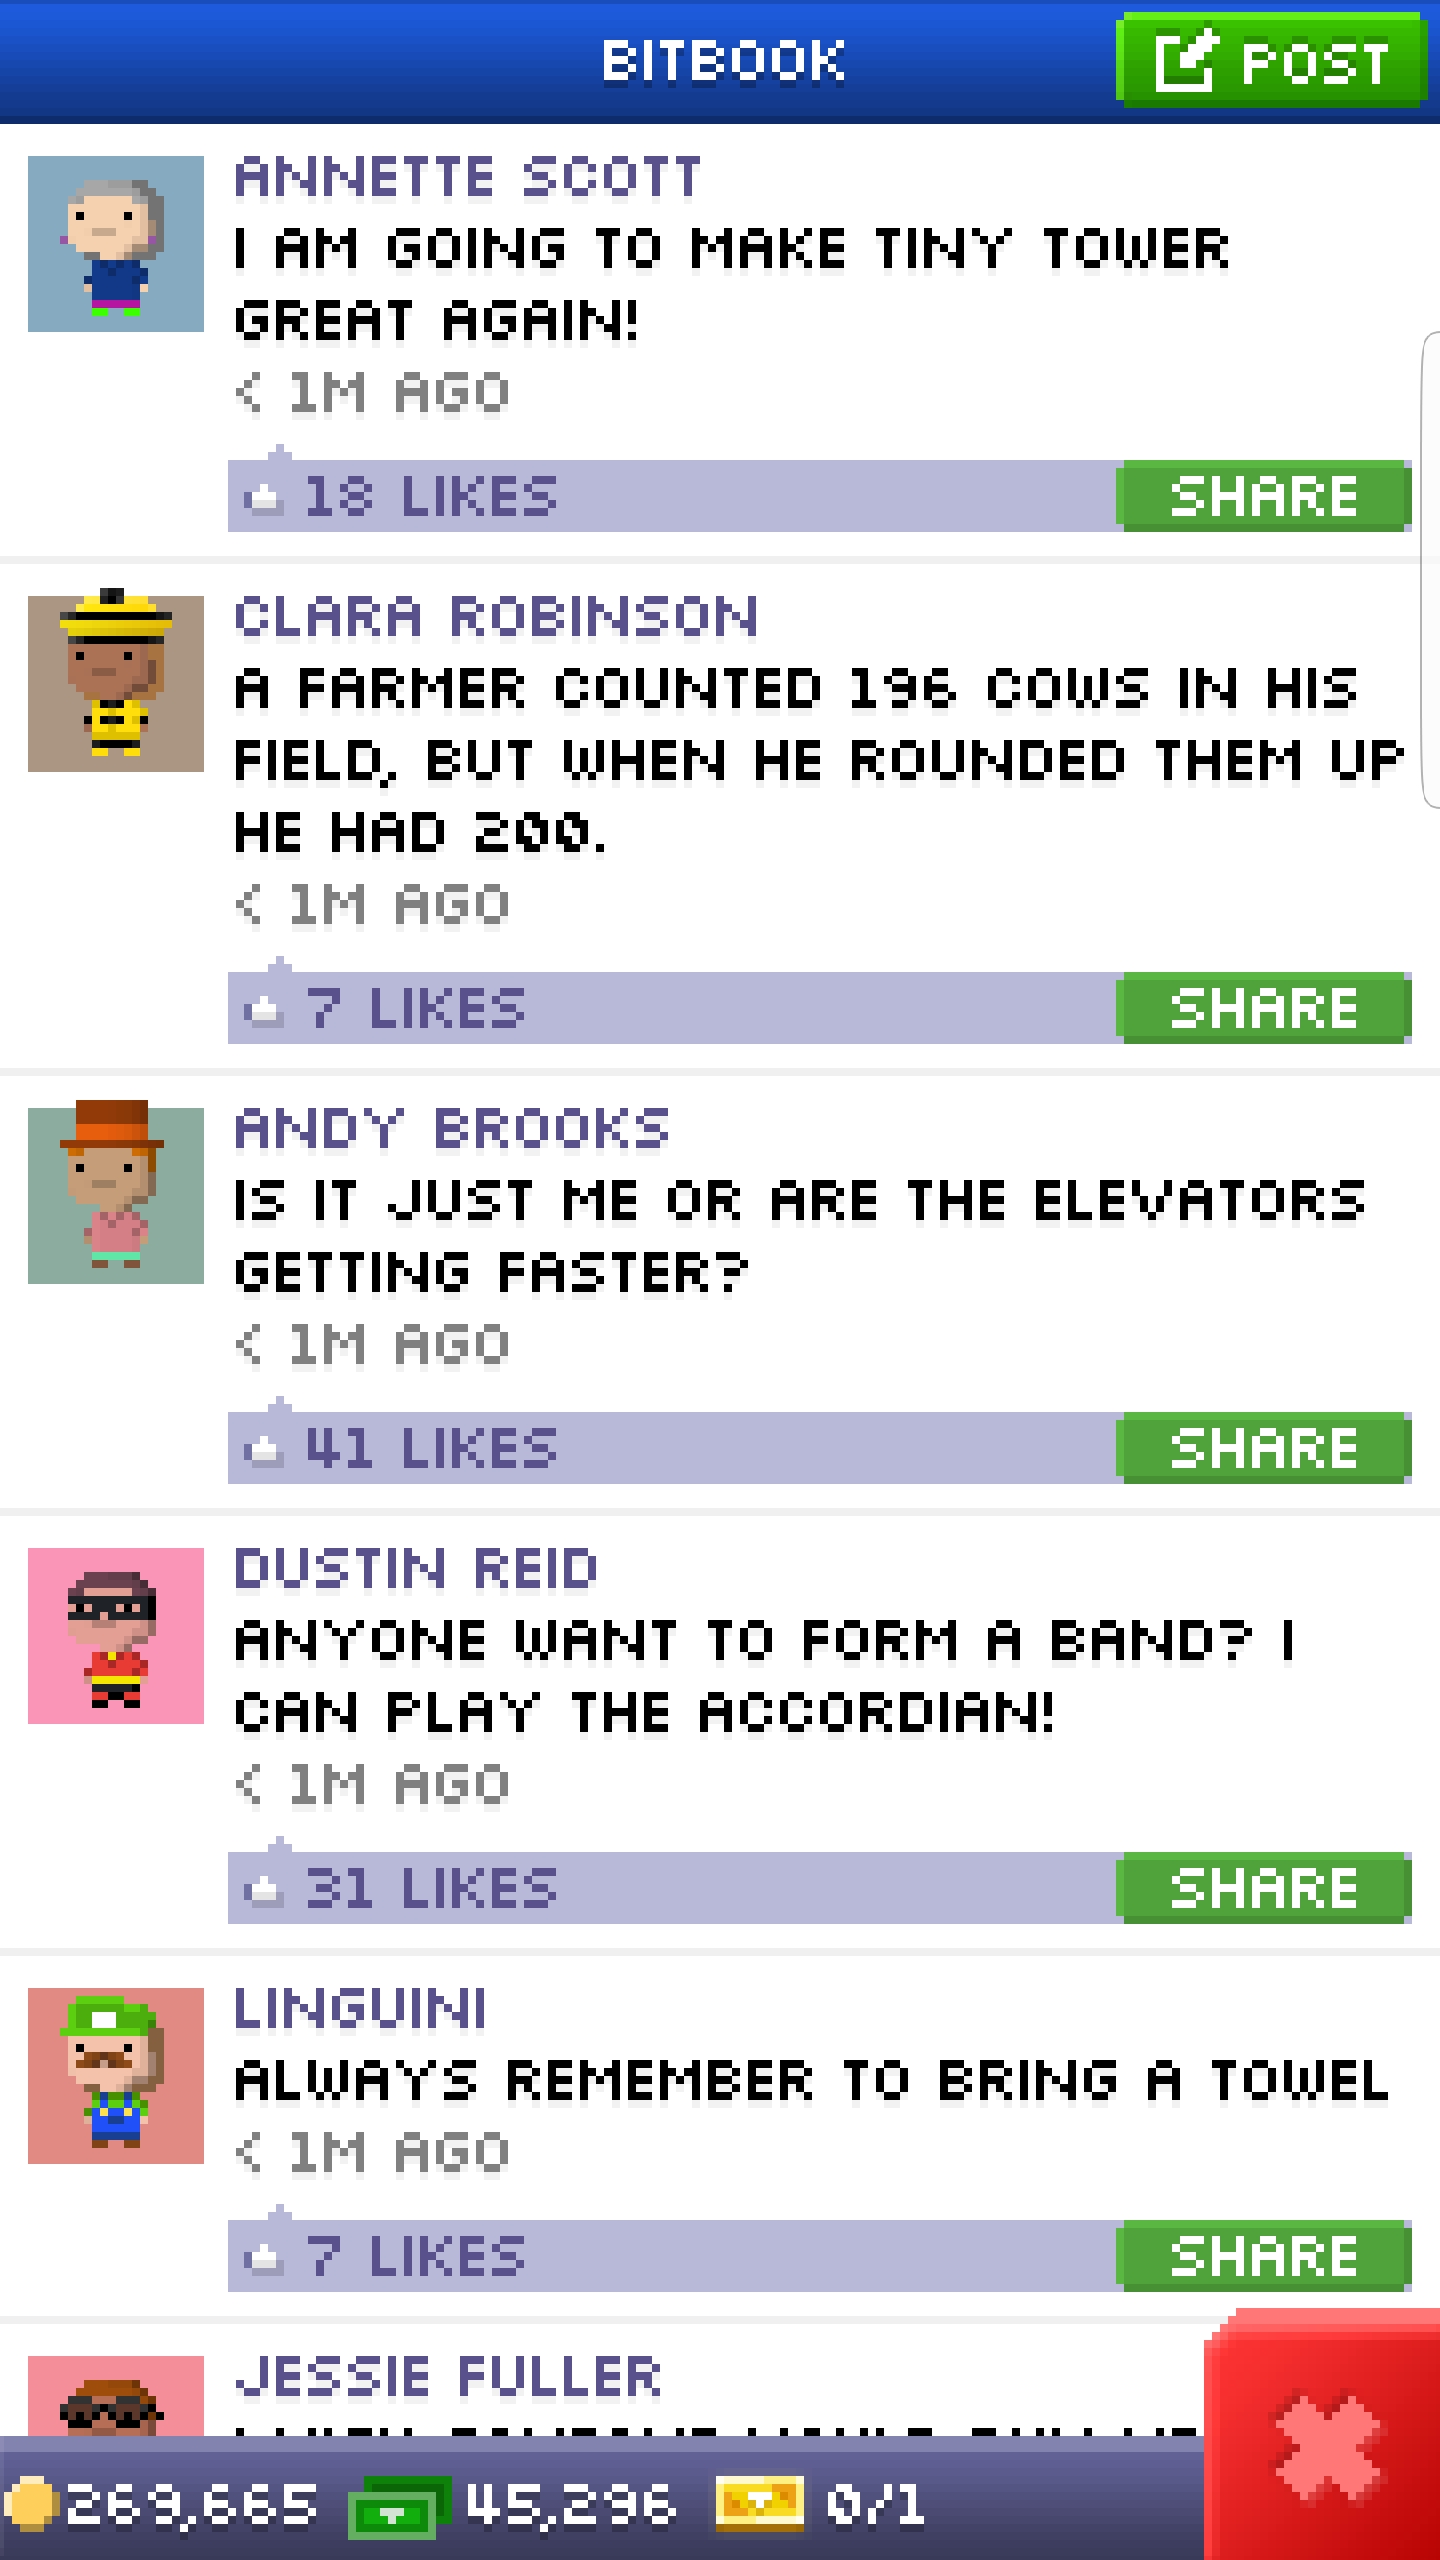 BITBOOK
POST
ANNETTE SCOTT
I AM GOING TO MAKE TINY TOWER
GREAT AGAIN!
< 1M AGO
18 LIKES
SHARE
CLARA ROBINSON
A FARMER COUNTED 196 COWS IN HIS
FIELD, BUT WHEN HE ROUNDED THEM UP
HE HAD 200.
< 1M AGO
7 LIKES
SHARE
ANDY BROOKS
IS IT JUST ME OR ARE THE ELEVATORS
GETTING FASTER?
< 1M AGO
41 LIKES
SHARE
DUSTIN REID
ANYONE WANT TO FORM A BAND? I
CAN PLAY THE ACCORDIAN!
< 1M AGO
31 LIKES
SHARE
LINGUINI
ALWAYS REMEMBER TO BRING A TOWEL
< 1M AGO
7 LIKES
SHARE
JESSIE FULLER
269,665 45,296 0/1